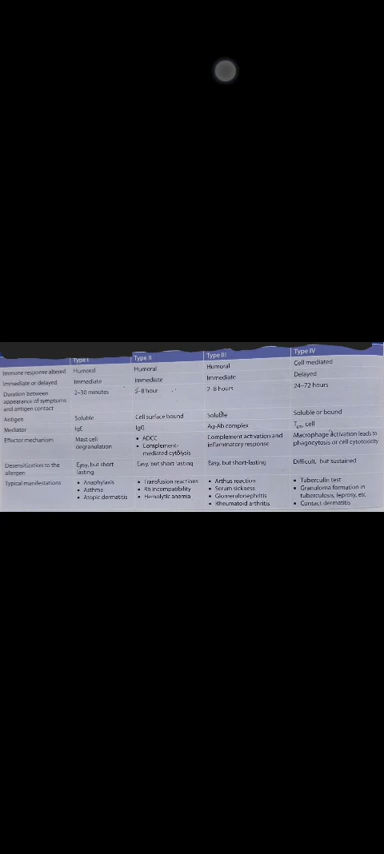 Type I Type II Type III Type IV
Immune response altered Humoral Humoral Humoral Cell mediated
Immediate or delayed Immediate Immediate Immediate Delayed
Duration between appearance of symptoms and antigen contact 2–30 minutes 5–8 hour 2–8 hours 24–72 hours
Antigen Soluble Cell surface bound Soluble Soluble or bound
Mediator IgE IgG Ag-Ab complex cell
Effector mechanism Mast cell degranulation • ADCC • Complement-mediated cytolysis Complement activation and inflammatory response Macrophage activation leads to phagocytosis or cell cytotoxicity
Desensitization to the allergen Easy, but short lasting Easy, but short lasting Easy, but short-lasting Difficult, but sustained
Typical manifestations • Anaphylaxis • Asthma • Atopic dermatitis • Transfusion reactions • Rh incompatibility • Hemolytic anemia • Arthus reaction • Serum sickness • Glomerulonephritis • Rheumatoid arthritis • Tuberculin test • Granuloma formation in tuberculosis, leprosy, etc. • Contact dermatitis